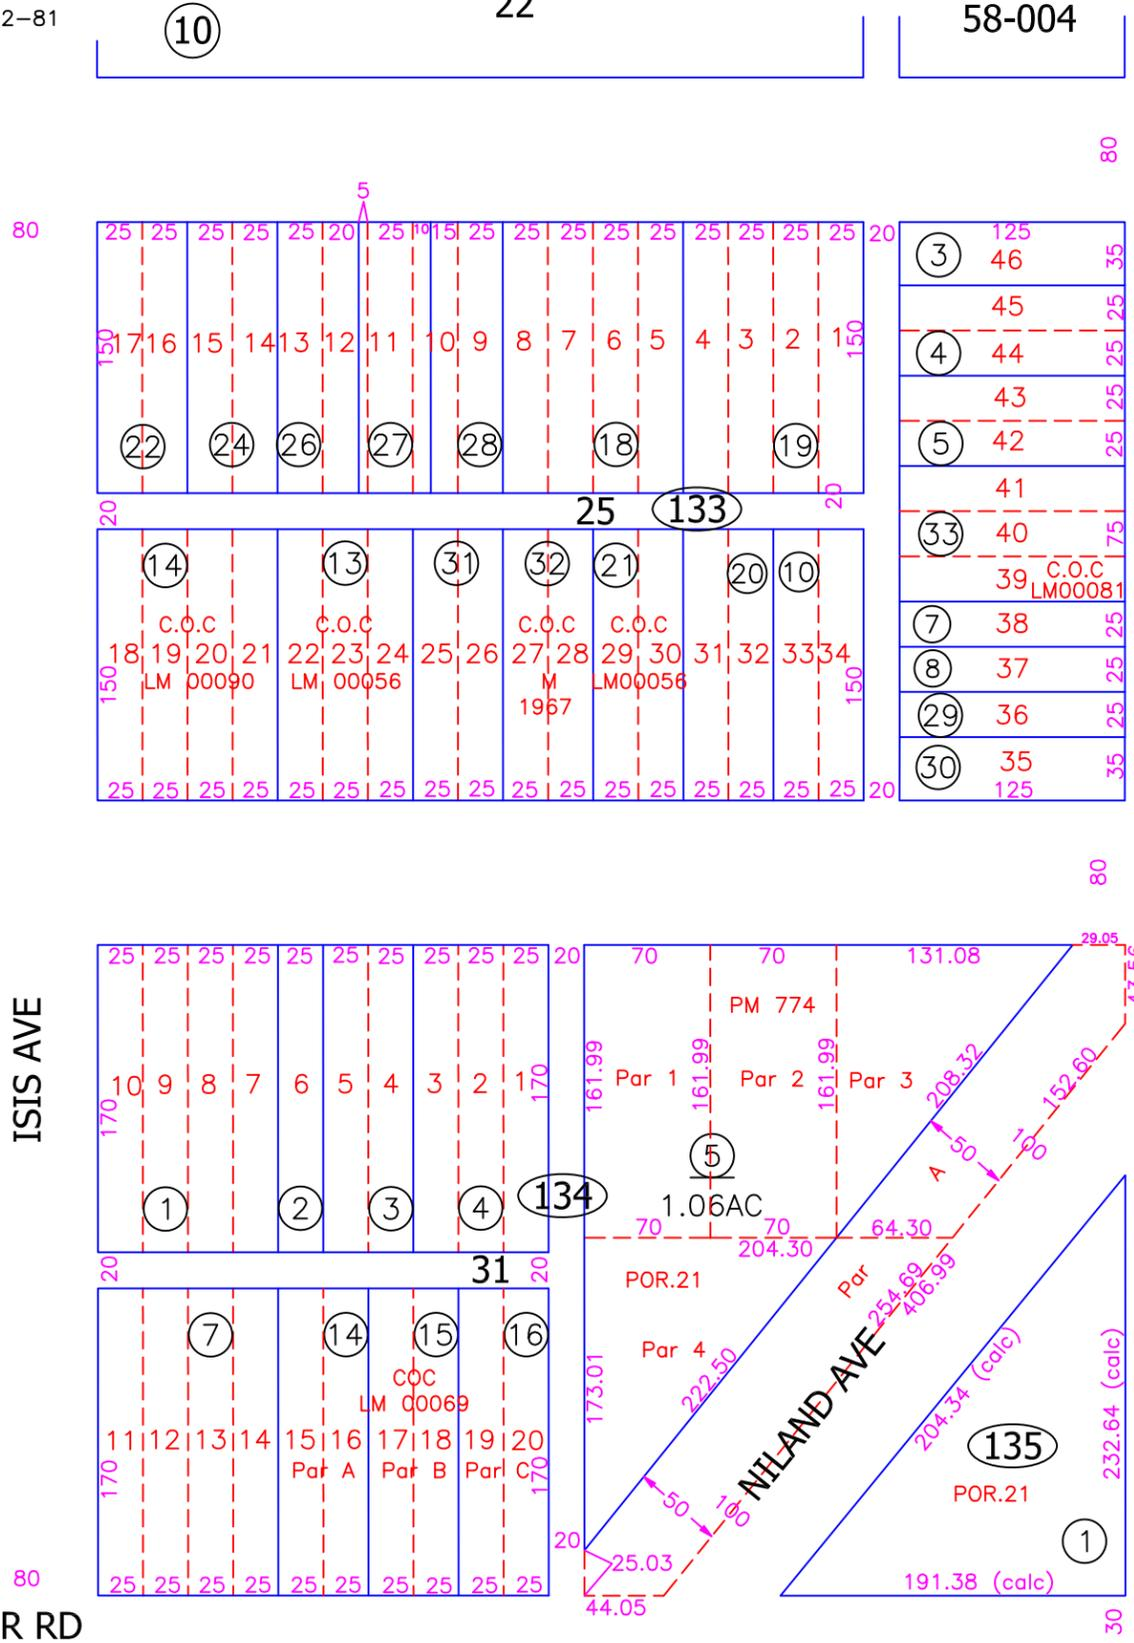 2-81
10
22
58-004
80
5
80
25 25 25 25 25 20 25 10 15 25 25 25 25 25 25 25 25
20
125
3
46
35
45
25
4
44
25
43
25
5
42
25
41
33
40
75
39
C.O.C
LM00081
7
38
25
8
37
25
29
36
25
30
35
35
125
150
17 16 15 14 13 12 11 10 9 8 7 6 5 4 3 2 1
150
22 24 26 27 28 18 19
20
25
133
20
14 13 31 32 21 20 10
C.O.C
C.O.C
C.O.C
C.O.C
18 19 20 21 22 23 24 25 26 27 28 29 30 31 32 33 34
LM 00090
LM 00056
M
1967
LM00056
150
150
25 25 25 25 25 25 25 25 25 25 25 25 25 25 25 25 25
20
80
25 25 25 25 25 25 25 25 25 25
20
70
70
131.08
29.05
ISIS AVE
PM 774
10 9 8 7 6 5 4 3 2 1
170
170
161.99
161.99
161.99
Par 1
Par 2
Par 3
208.32
152.60
50
100
A
5
1.06AC
1 2 3 4
134
70
70
64.30
204.30
20
31
20
POR.21
Par
254.69
406.99
Par 4
7 14 15 16
COC
LM 00069
11 12 13 14 15 16 17 18 19 20
Par A
Par B
Par C
170
170
173.01
222.50
NILAND AVE
204.34 (calc)
232.64 (calc)
135
POR.21
1
50
100
20
25.03
44.05
191.38 (calc)
80
25 25 25 25 25 25 25 25 25 25
30
R RD